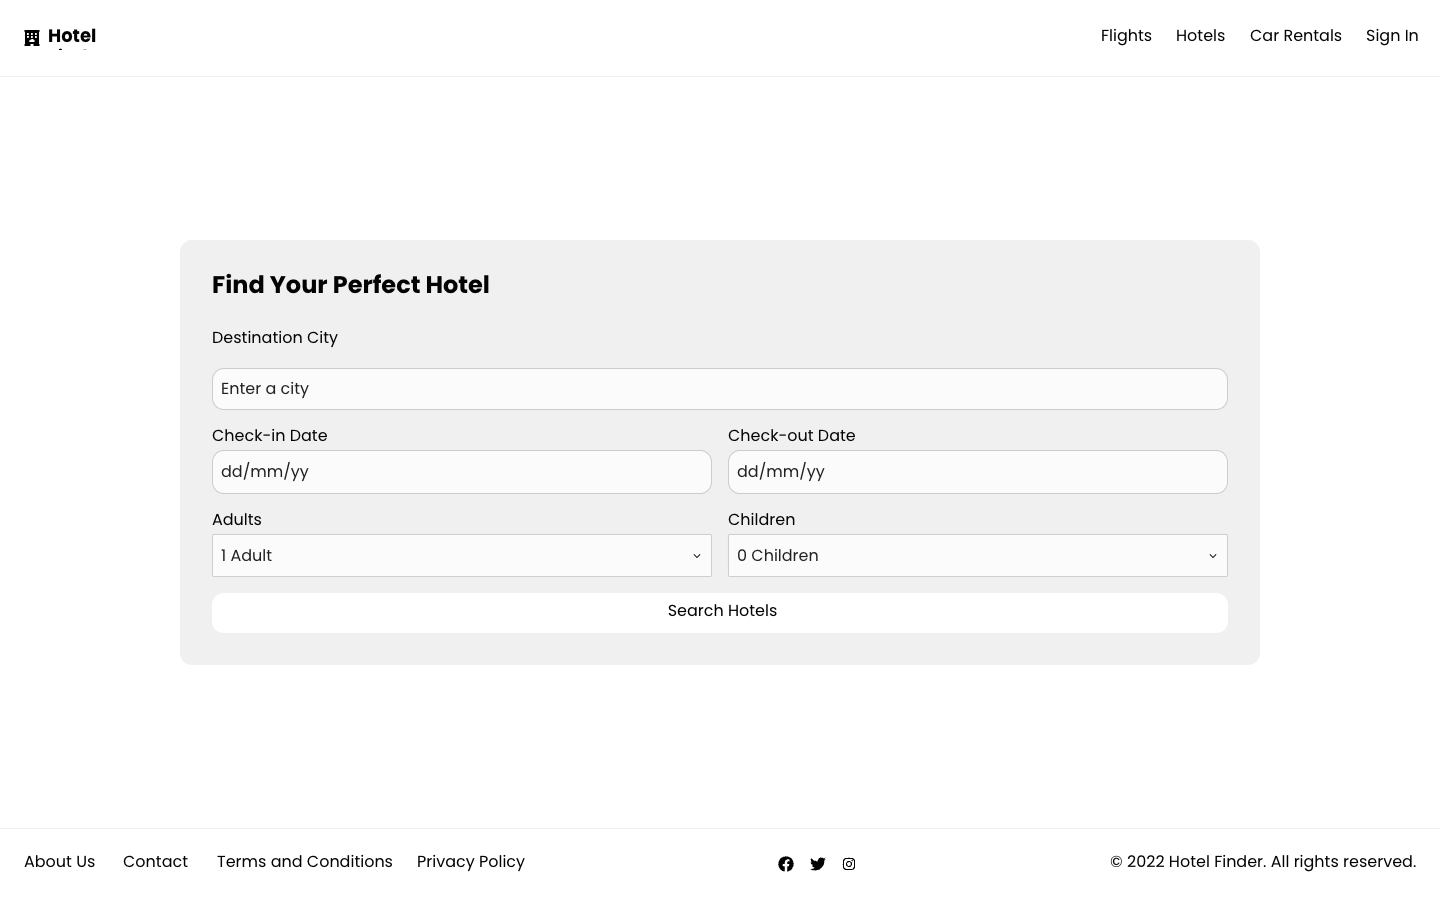 Hotel
Flights
Hotels
Car Rentals
Sign In
Find Your Perfect Hotel
Destination City
Enter a city
Check-in Date
Check-out Date
dd/mm/yy
dd/mm/yy
Adults
Children
1 Adult
0 Children
Search Hotels
About Us
Contact
Terms and Conditions
Privacy Policy
© 2022 Hotel Finder. All rights reserved.